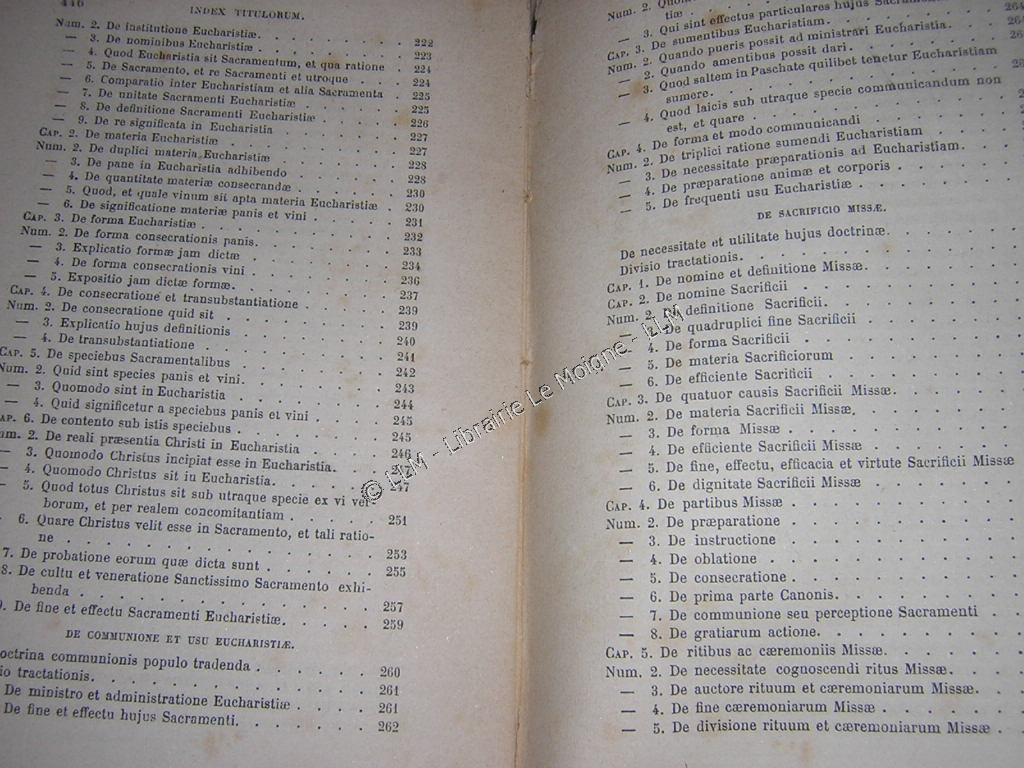 446
INDEX TITULORUM.
Num. 2. De institutione Eucharistiæ. 222
— 3. De nominibus Eucharistiæ 223
— 4. Quod Eucharistia sit Sacramentum, et qua ratione 224
— 5. De Sacramento, et re Sacramenti et utroque 224
— 6. Comparatio inter Eucharistiam et alia Sacramenta 225
— 7. De unitate Sacramenti Eucharistiæ 225
— 8. De definitione Sacramenti Eucharistiæ 226
— 9. De re significata in Eucharistia 227
CAP. 2. De materia Eucharistiæ 227
Num. 2. De duplici materia Eucharistiæ 228
— 3. De pane in Eucharistia adhibendo 228
— 4. De quantitate materiæ consecrandæ 230
— 5. Quod, et quale vinum sit apta materia Eucharistiæ 230
— 6. De significatione materiæ panis et vini 231
CAP. 3. De forma Eucharistiæ 232
Num. 2. De forma consecrationis panis. 233
— 3. Explicatio formæ jam dictæ 234
— 4. De forma consecrationis vini 236
— 5. Expositio jam dictæ formæ. 237
CAP. 4. De consecratione et transubstantiatione 239
Num. 2. De consecratione quid sit 239
— 3. Explicatio hujus definitionis 240
— 4. De transubstantiatione 241
CAP. 5. De speciebus Sacramentalibus 242
Num. 2. Quid sint species panis et vini. 243
— 3. Quomodo sint in Eucharistia 244
— 4. Quid significetur a speciebus panis et vini 245
AP. 6. De contento sub istis speciebus 245
um. 2. De reali præsentia Christi in Eucharistia 246
— 3. Quomodo Christus incipiat esse in Eucharistia.
— 4. Quomodo Christus sit in Eucharistia. 247
— 5. Quod totus Christus sit sub utraque specie ex vi ver-
borum, et per realem concomitantiam 251
6. Quare Christus velit esse in Sacramento, et tali ratio-
ne 253
7. De probatione eorum quæ dicta sunt 255
8. De cultu et veneratione Sanctissimo Sacramento exhi-
benda 257
9. De fine et effectu Sacramenti Eucharistiæ. 259
DE COMMUNIONE ET USU EUCHARISTIÆ.
octrina communionis populo tradenda 260
io tractationis. 261
De ministro et administratione Eucharistiæ 261
De fine et effectu hujus Sacramenti. 262
Num. 2. Quomodo
tiæ
— 3. Qui sint effectus particulares hujus Sacramen
CAP. 3. De sumentibus Eucharistiam. 264
Num. 2. Quando pueris possit ad ministrari Eucharistia.
— 2. Quando amentibus possit dari.
— 3. Quod saltem in Paschate quilibet tenetur Eucharistiam
sumere.
— 4. Quod laicis sub utraque specie communicandum non
est, et quare
CAP. 4. De forma et modo communicandi
Num. 2. De triplici ratione sumendi Eucharistiam
— 3. De necessitate præparationis ad Eucharistiam.
— 4. De præparatione animæ et corporis
— 5. De frequenti usu Eucharistiæ
DE SACRIFICIO MISSÆ.
De necessitate et utilitate hujus doctrinæ.
Divisio tractationis.
CAP. 1. De nomine et definitione Missæ.
CAP. 2. De nomine Sacrificii
Num. 2. De definitione Sacrificii.
De quadruplici fine Sacrificii
— 4. De forma Sacrificii
— 5. De materia Sacrificiorum
— 6. De efficiente Sacrificii
CAP. 3. De quatuor causis Sacrificii Missæ.
Num. 2. De materia Sacrificii Missæ.
— 3. De forma Missæ
— 4. De efficiente Sacrificii Missæ
— 5. De fine, effectu, efficacia et virtute Sacrificii Missæ
— 6. De dignitate Sacrificii Missæ
CAP. 4. De partibus Missæ
Num. 2. De præparatione
— 3. De instructione
— 4. De oblatione
— 5. De consecratione
— 6. De prima parte Canonis.
— 7. De communione seu perceptione Sacramenti
— 8. De gratiarum actione.
CAP. 5. De ritibus ac cæremoniis Missæ.
Num. 2. De necessitate cognoscendi ritus Missæ.
— 3. De auctore rituum et cæremoniarum Missæ.
— 4. De fine cæremoniarum Missæ
— 5. De divisione rituum et cæremoniarum Missæ
© LLM - Librairie Le Moigne - LLM